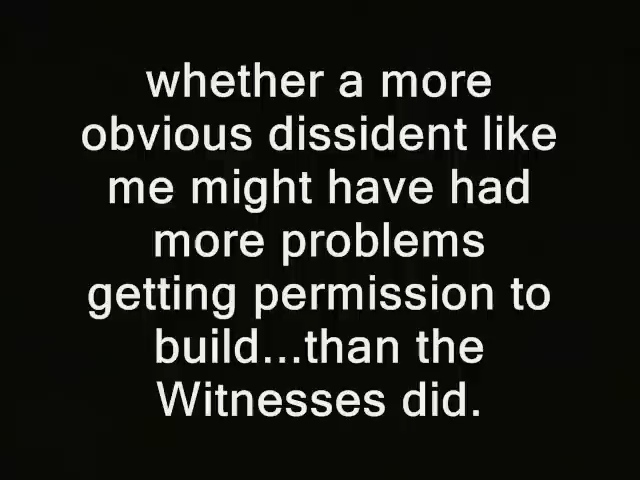 whether a more
obvious dissident like
me might have had
more problems
getting permission to
build...than the
Witnesses did.